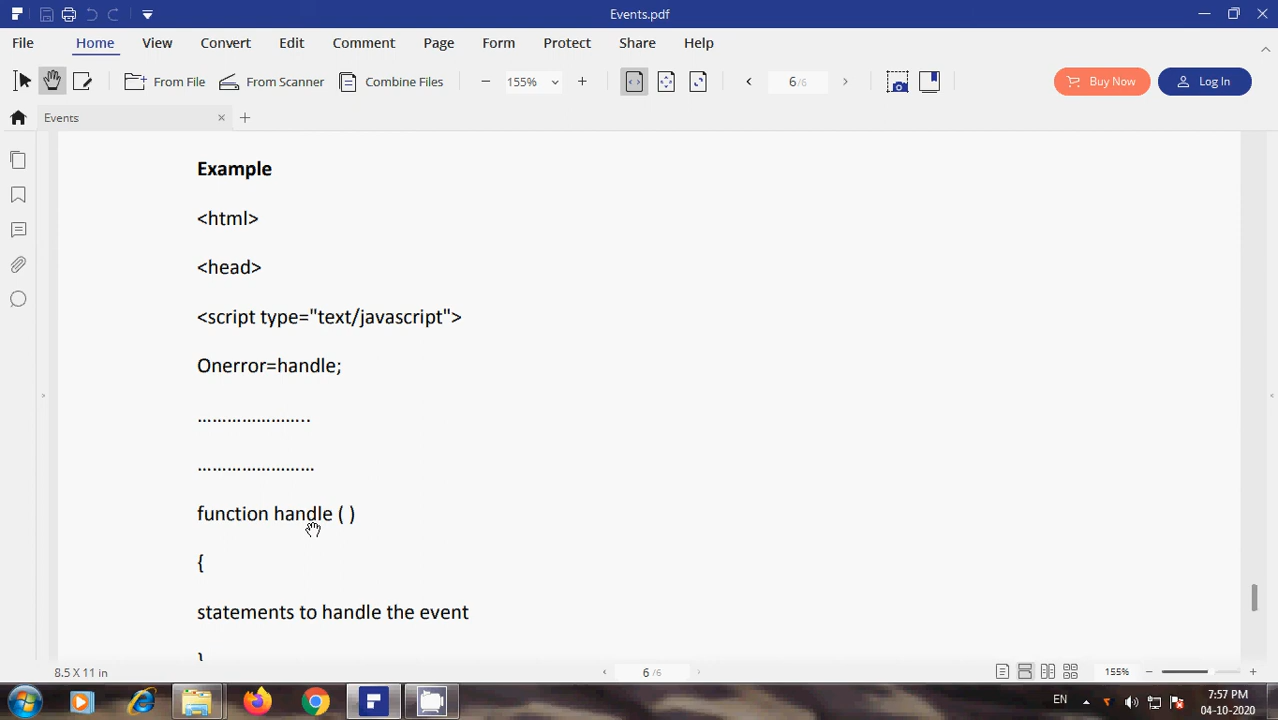 Events.pdf
File Home View Convert Edit Comment Page Form Protect Share Help
From File From Scanner Combine Files 155% 6/6 Buy Now Log In
Events
Example
<html>
<head>
<script type="text/javascript">
Onerror=handle;
…………………..
……………………
function handle ( )
{
statements to handle the event
}
8.5 X 11 in 6 /6 155%
EN 7:57 PM
04-10-2020